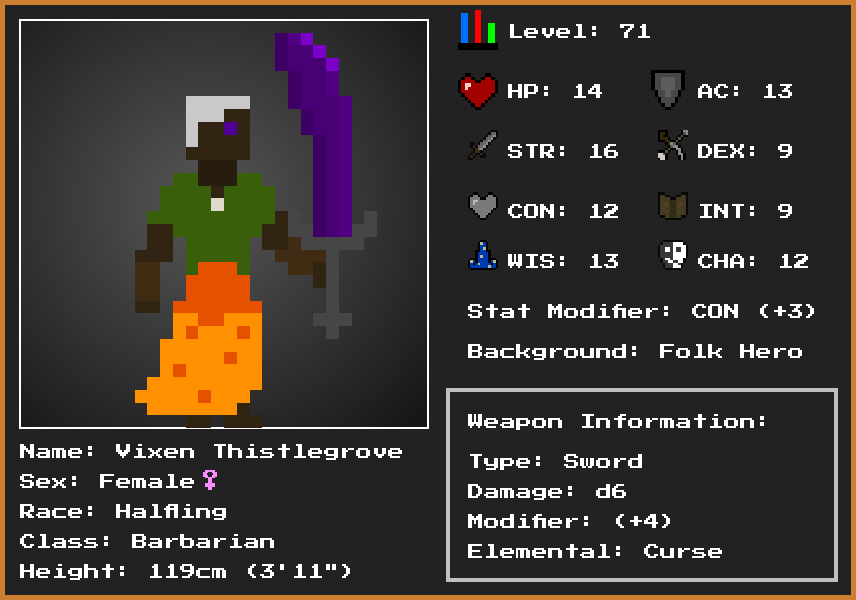 Level: 71
HP: 14
AC: 13
STR: 16
DEX: 9
CON: 12
INT: 9
WIS: 13
CHA: 12
Stat Modifier: CON (+3)
Background: Folk Hero
Weapon Information:
Type: Sword
Damage: d6
Modifier: (+4)
Elemental: Curse
Name: Vixen Thistlegrove
Sex: Female♀
Race: Halfling
Class: Barbarian
Height: 119cm (3'11")